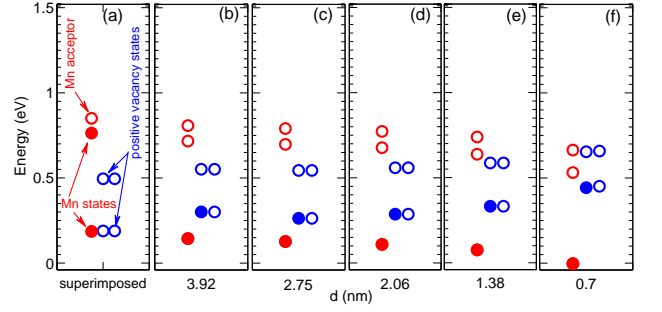 (a) (b) (c) (d) (e) (f)
1.5
1
0.5
0
Energy (eV)
Mn acceptor
positive vacancy states
Mn states
superimposed 3.92 2.75 2.06 1.38 0.7
d (nm)